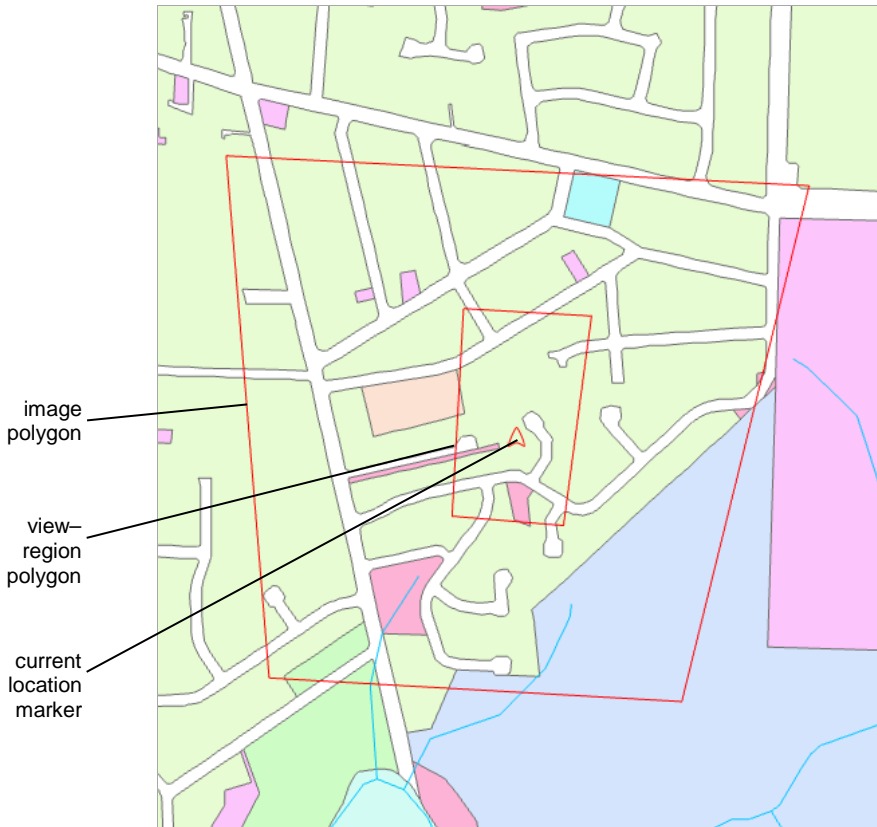 image
polygon
view–
region
polygon
current
location
marker